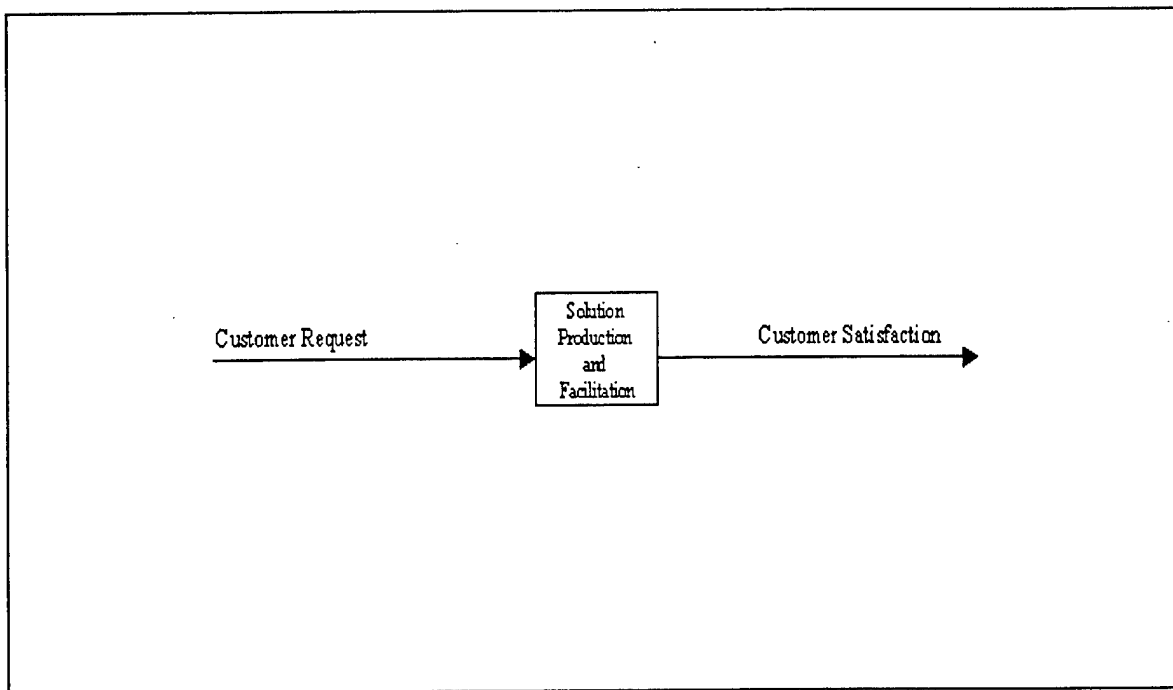 Customer Request
Solution
Production
and
Facilitation
Customer Satisfaction